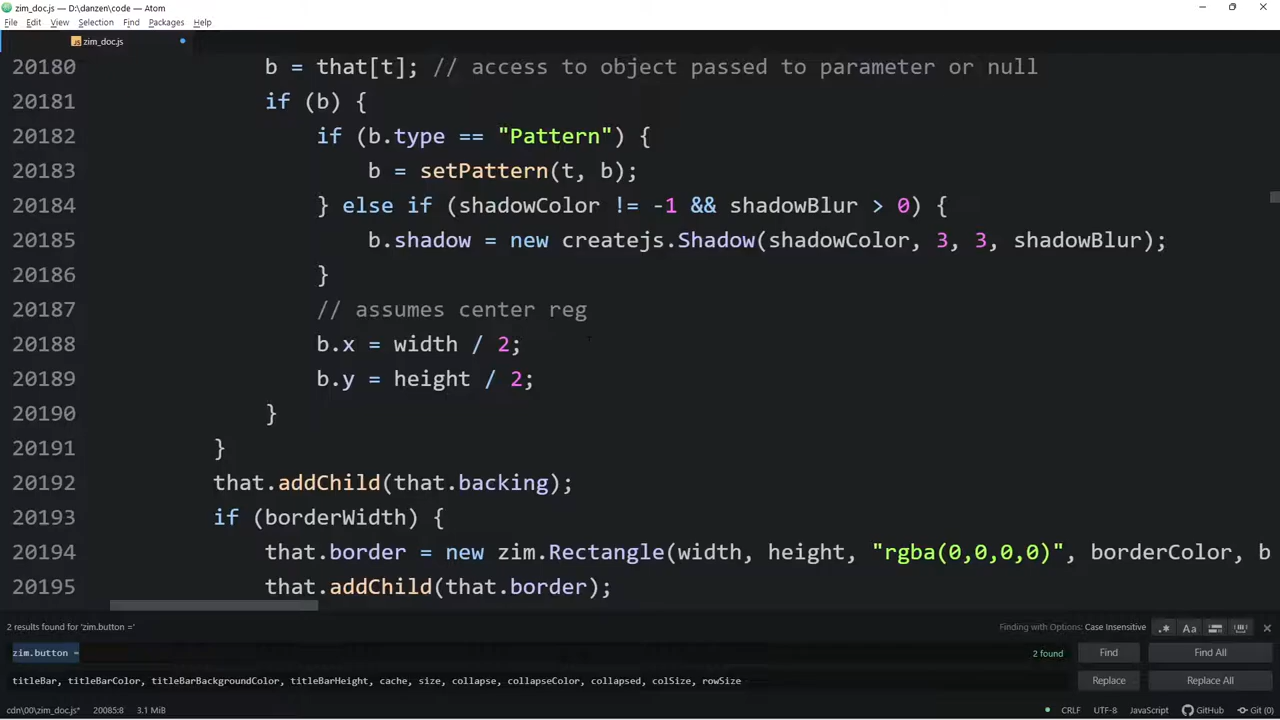 zim_doc.js — D:\danzen — Atom
File Edit View Selection Find Packages Help
zim_doc.js
20180 b = that[t]; // access to object passed to parameter or null
20181 if (b) {
20182 if (b.type == "Pattern") {
20183 b = setPattern(t, b);
20184 } else if (shadowColor != -1 && shadowBlur > 0) {
20185 b.shadow = new createjs.Shadow(shadowColor, 3, 3, shadowBlur);
20186 }
20187 // assumes center reg
20188 b.x = width / 2;
20189 b.y = height / 2;
20190 }
20191 }
20192 that.addChild(that.backing);
20193 if (borderWidth) {
20194 that.border = new zim.Rectangle(width, height, "rgba(0,0,0,0)", borderColor, b
20195 that.addChild(that.border);
2 results found for 'zim.button =' Finding with Options: Case Insensitive .* Aa
zim.button = 2 found Find Find All
titleBar, titleBarColor, titleBarBackgroundColor, titleBarHeight, cache, size, collapse, collapseColor, collapsed, colSize, rowSize Replace Replace All
cdn\00\zim_doc.js* 20085:8 3.1 MiB CRLF UTF-8 JavaScript GitHub Git (0)